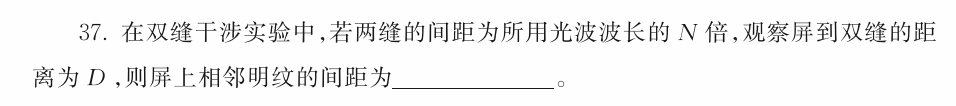 37. 在双缝干涉实验中,若两缝的间距为所用光波波长的 N 倍,观察屏到双缝的距
离为 D ,则屏上相邻明纹的间距为____________。